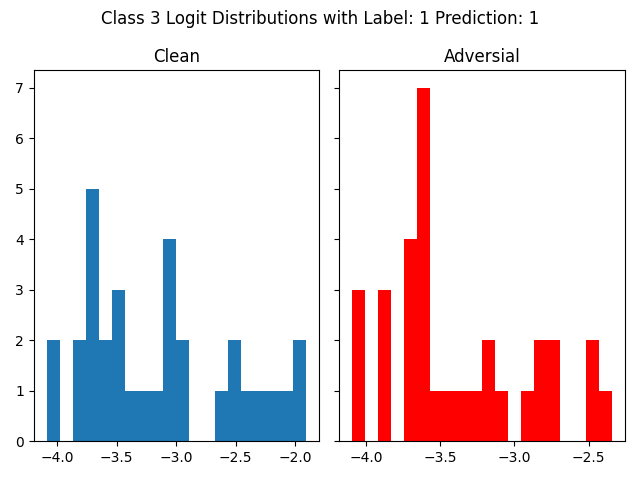 Class 3 Logit Distributions with Label: 1 Prediction: 1
Clean
Adversial
7
6
5
4
3
2
1
0
−4.0 −3.5 −3.0 −2.5 −2.0
−4.0 −3.5 −3.0 −2.5